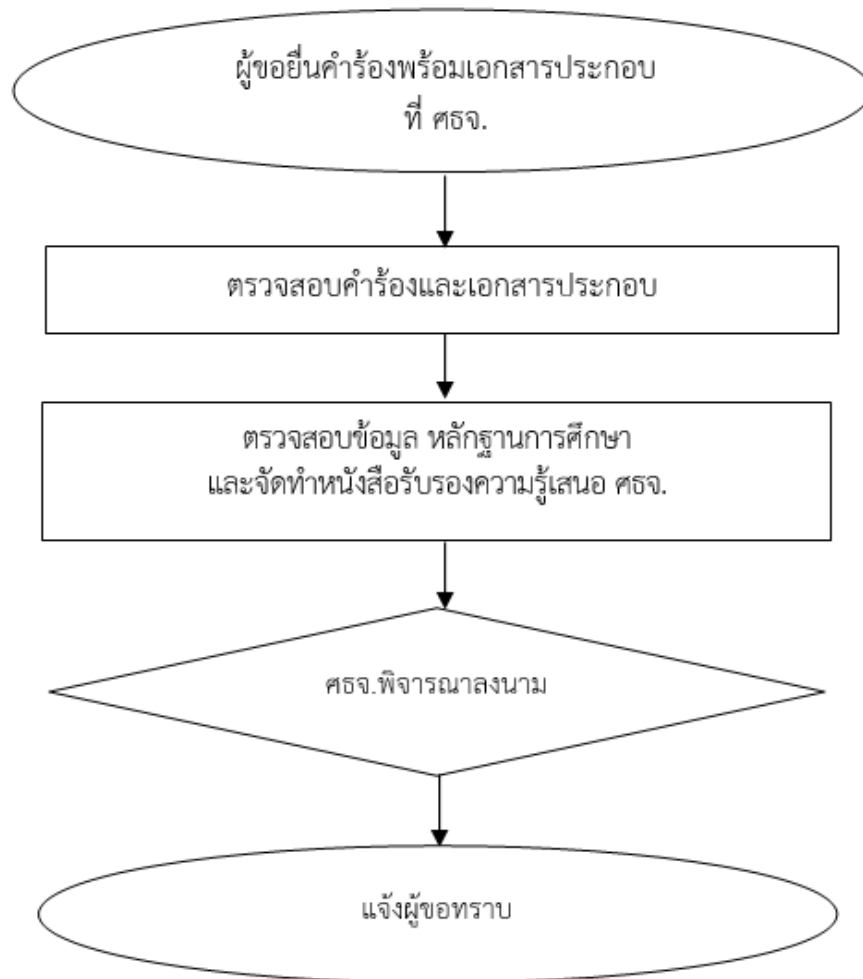 ผู้ขอยื่นคำร้องพร้อมเอกสารประกอบ
ที่ ศธจ.
ตรวจสอบคำร้องและเอกสารประกอบ
ตรวจสอบข้อมูล หลักฐานการศึกษา
และจัดทำหนังสือรับรองความรู้เสนอ ศธจ.
ศธจ.พิจารณาลงนาม
แจ้งผู้ขอทราบ